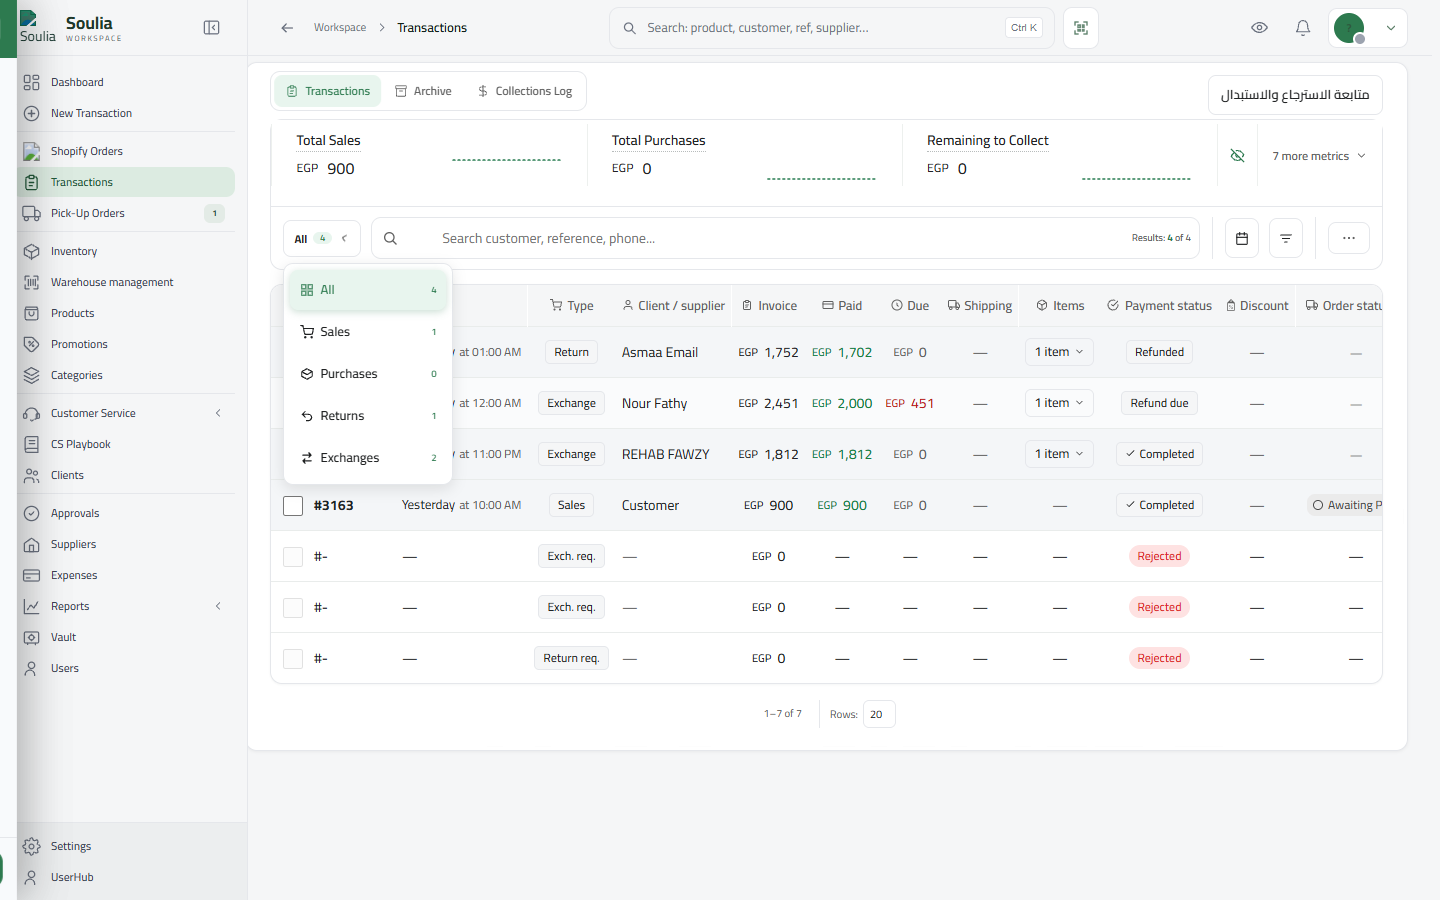 Soulia
Soulia
WORKSPACE
Workspace
Transactions
Search: product, customer, ref, supplier...
Ctrl K
?
Dashboard
New Transaction
Shopify Orders
Transactions
Pick-Up Orders
1
Inventory
Warehouse management
Products
Promotions
Categories
Customer Service
CS Playbook
Clients
Approvals
Suppliers
Expenses
Reports
Vault
Users
Settings
UserHub
Transactions
Archive
Collections Log
متابعة الاسترجاع والاستبدال
Total Sales
EGP 900
Total Purchases
EGP 0
Remaining to Collect
EGP 0
7 more metrics
All 4
Search customer, reference, phone...
Results: 4 of 4
All 4
Sales 1
Purchases 0
Returns 1
Exchanges 2
Type Client / supplier Invoice Paid Due Shipping Items Payment status Discount Order statu
at 01:00 AM Return Asmaa Email EGP 1,752 EGP 1,702 EGP 0 — 1 item Refunded — —
at 12:00 AM Exchange Nour Fathy EGP 2,451 EGP 2,000 EGP 451 — 1 item Refund due — —
at 11:00 PM Exchange REHAB FAWZY EGP 1,812 EGP 1,812 EGP 0 — 1 item Completed — —
#3163 Yesterday at 10:00 AM Sales Customer EGP 900 EGP 900 EGP 0 — — Completed — Awaiting P
#- — Exch. req. — EGP 0 — — — — Rejected — —
#- — Exch. req. — EGP 0 — — — — Rejected — —
#- — Return req. — EGP 0 — — — — Rejected — —
1–7 of 7
Rows: 20